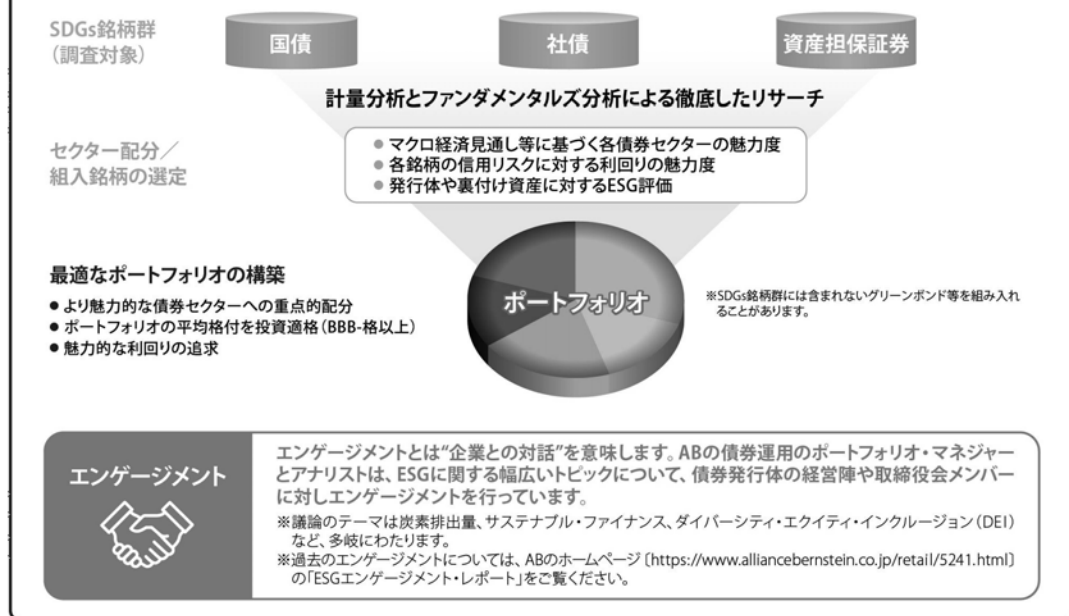 SDGs銘柄群
(調査対象)
国債
社債
資産担保証券
計量分析とファンダメンタルズ分析による徹底したリサーチ
セクター配分／
組入銘柄の選定
● マクロ経済見通し等に基づく各債券セクターの魅力度
● 各銘柄の信用リスクに対する利回りの魅力度
● 発行体や裏付け資産に対するESG評価
最適なポートフォリオの構築
● より魅力的な債券セクターへの重点的配分
● ポートフォリオの平均格付を投資適格（BBB-格以上）
● 魅力的な利回りの追求
ポートフォリオ
※SDGs銘柄群には含まれないグリーンボンド等を組み入れ
ることがあります。
エンゲージメント
エンゲージメントとは“企業との対話”を意味します。ABの債券運用のポートフォリオ・マネジャー
とアナリストは、ESGに関する幅広いトピックについて、債券発行体の経営陣や取締役会メンバー
に対しエンゲージメントを行っています。
※議論のテーマは炭素排出量、サステナブル・ファイナンス、ダイバーシティ・エクイティ・インクルージョン（DEI）
など、多岐にわたります。
※過去のエンゲージメントについては、ABのホームページ〔https://www.alliancebernstein.co.jp/retail/5241.html〕
の「ESGエンゲージメント・レポート」をご覧ください。